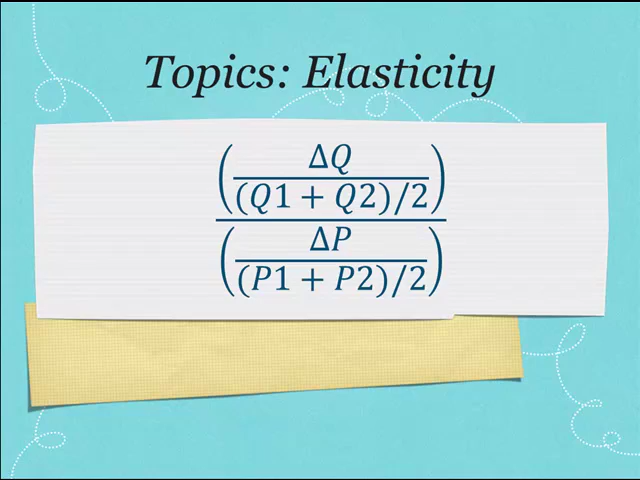 Topics: Elasticity
(ΔQ
(Q1 + Q2)/2)
(ΔP
(P1 + P2)/2)